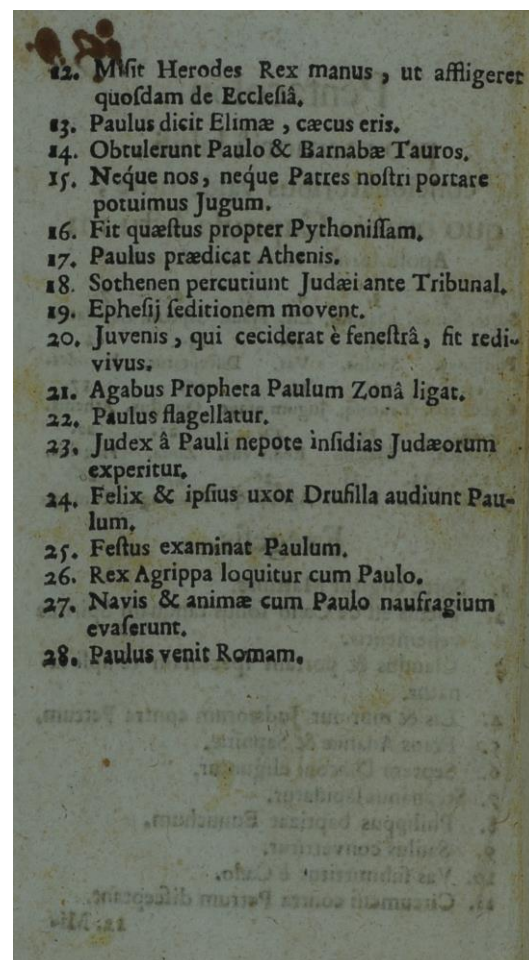 12. Miſit Herodes Rex manus, ut affligeret
quoſdam de Eccleſiâ.
13. Paulus dicit Elimæ, cæcus eris.
14. Obtulerunt Paulo & Barnabæ Tauros.
15. Neque nos, neque Patres noſtri portare
potuimus Jugum.
16. Fit quæſtus propter Pythoniſſam.
17. Paulus prædicat Athenis.
18. Sothenen percutiunt Judæi ante Tribunal.
19. Epheſij ſeditionem movent.
20. Juvenis, qui ceciderat è feneſtrâ, fit redi-
vivus.
21. Agabus Propheta Paulum Zonâ ligat.
22. Paulus flagellatur.
23. Judex â Pauli nepote inſidias Judæorum
experitur.
24. Felix & ipſius uxor Druſilla audiunt Pau-
lum.
25. Feſtus examinat Paulum.
26. Rex Agrippa loquitur cum Paulo.
27. Navis & animæ cum Paulo naufragium
evaſerunt.
28. Paulus venit Romam.